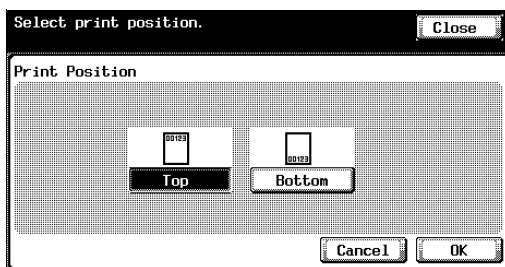 Select print position.
Close
Print Position
00123
00123
Top
Bottom
Cancel
OK